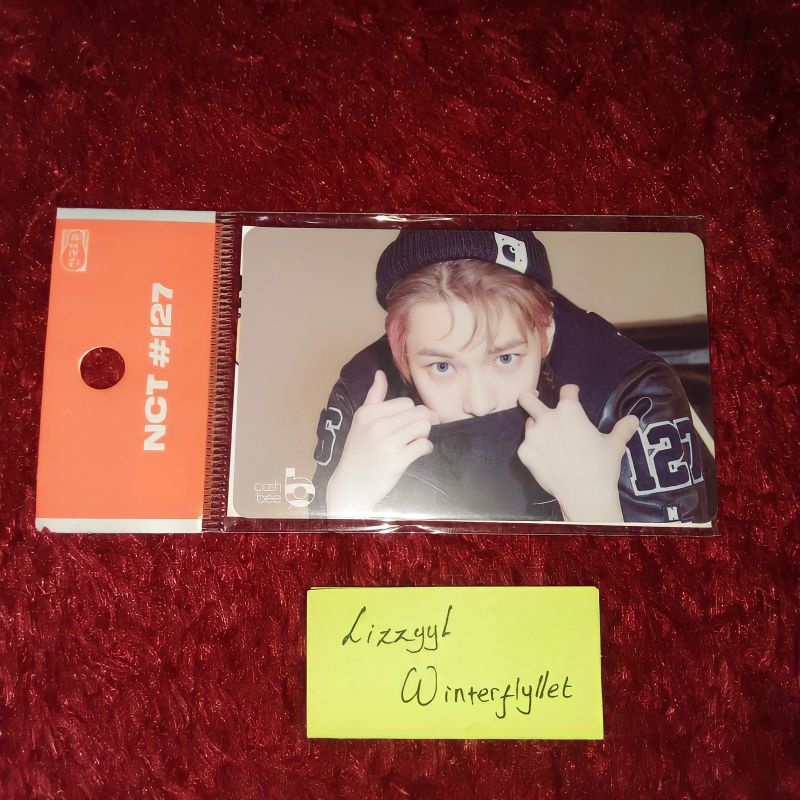 NCT #127
cash
bee
b
127
N
Lizzyyl
Winterflyllet